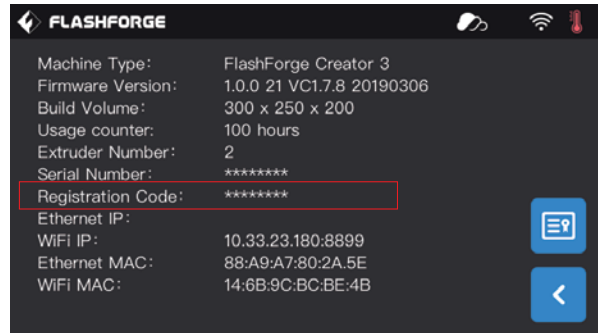 FLASHFORGE
Machine Type: FlashForge Creator 3
Firmware Version: 1.0.0 21 VC1.7.8 20190306
Build Volume: 300 x 250 x 200
Usage counter: 100 hours
Extruder Number: 2
Serial Number: ********
Registration Code: ********
Ethernet IP:
WiFi IP: 10.33.23.180:8899
Ethernet MAC: 88:A9:A7:80:2A.5E
WiFi MAC: 14:6B:9C:BC:BE:4B